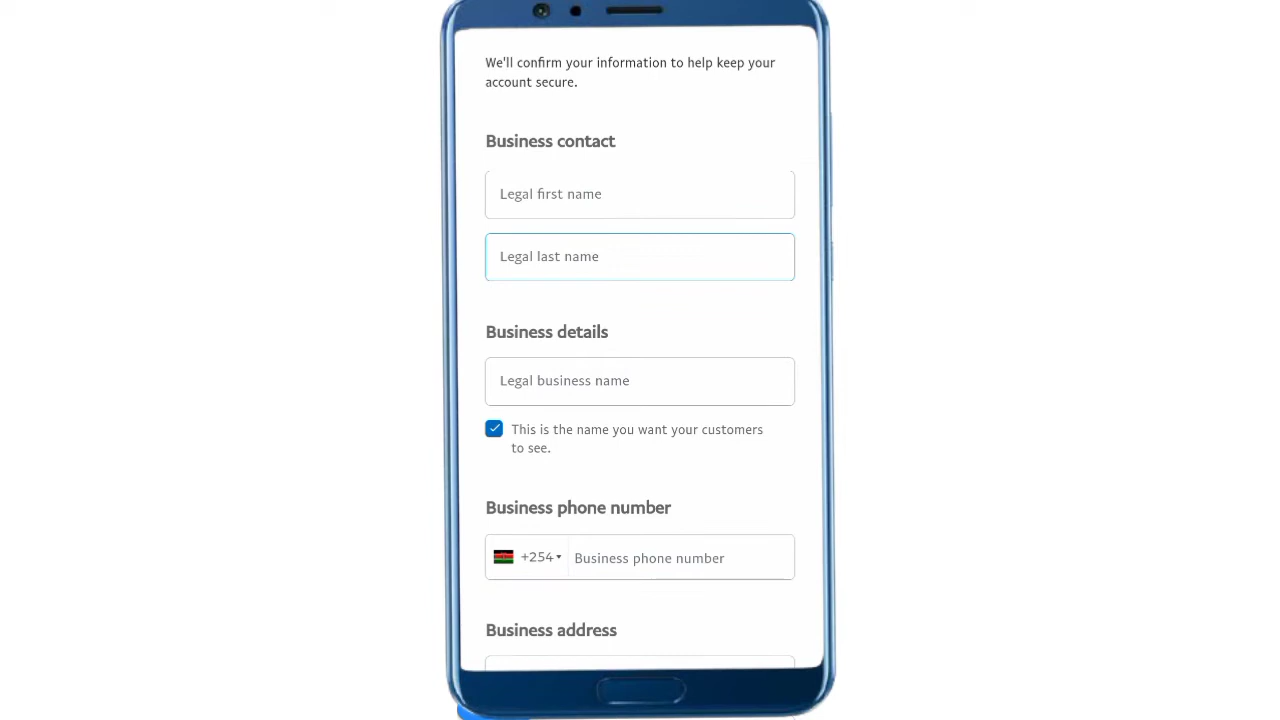 We'll confirm your information to help keep your
account secure.
Business contact
Legal first name
Legal last name
Business details
Legal business name
This is the name you want your customers
to see.
Business phone number
+254
Business phone number
Business address